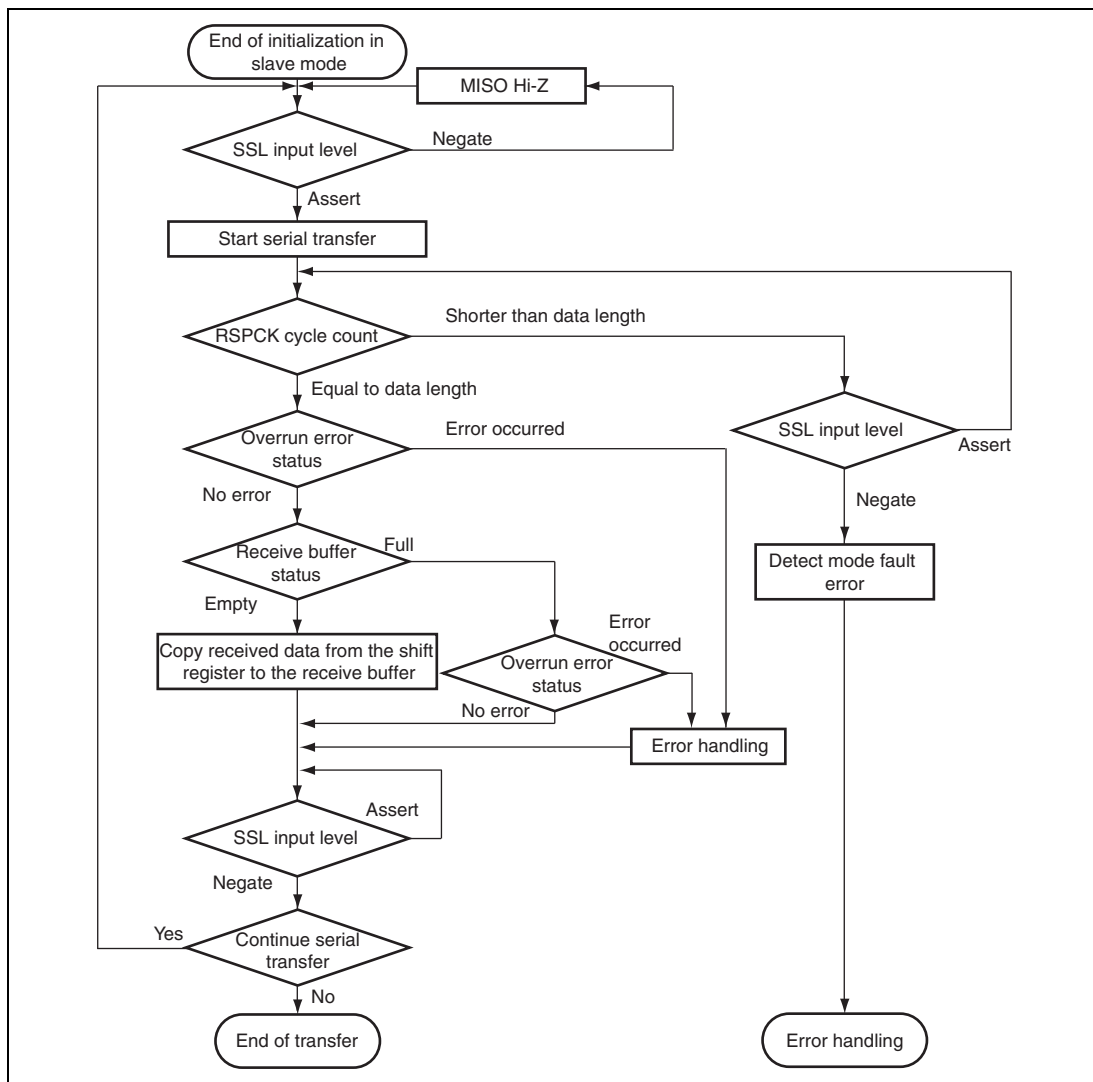 End of initialization in
slave mode
MISO Hi-Z
SSL input level
Negate
Assert
Start serial transfer
RSPCK cycle count
Shorter than data length
Equal to data length
SSL input level
Assert
Overrun error
status
Error occurred
No error
Negate
Receive buffer
status
Full
Detect mode fault
error
Empty
Copy received data from the shift
register to the receive buffer
Error
occurred
Overrun error
status
No error
Error handling
Assert
SSL input level
Negate
Yes
Continue serial
transfer
No
End of transfer
Error handling